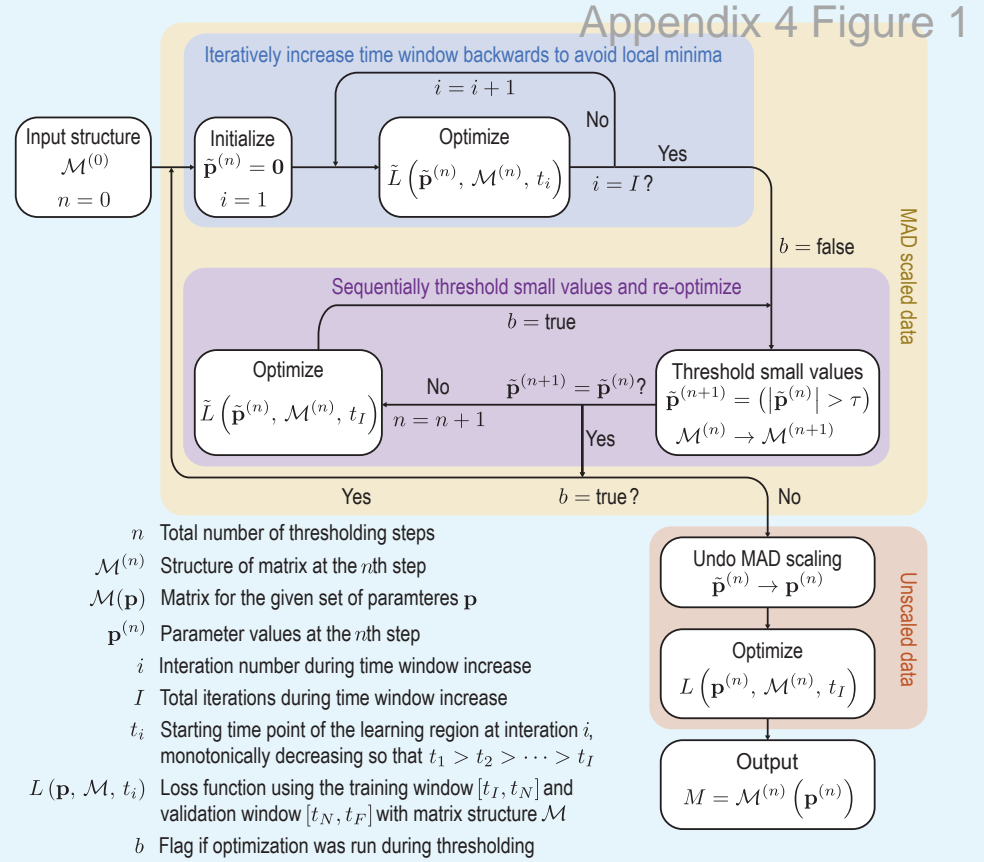 Appendix 4 Figure 1
Iteratively increase time window backwards to avoid local minima
i = i + 1
No
Input structure
ℳ⁽⁰⁾
n = 0
Initialize
p̃⁽ⁿ⁾ = 0
i = 1
Optimize
L̃ (p̃⁽ⁿ⁾, ℳ⁽ⁿ⁾, tᵢ)
Yes
i = I ?
b = false
MAD scaled data
Sequentially threshold small values and re-optimize
b = true
Optimize
L̃ (p̃⁽ⁿ⁾, ℳ⁽ⁿ⁾, t_I)
No
n = n + 1
p̃⁽ⁿ⁺¹⁾ = p̃⁽ⁿ⁾?
Yes
Threshold small values
p̃⁽ⁿ⁺¹⁾ = (|p̃⁽ⁿ⁾| > τ)
ℳ⁽ⁿ⁾ → ℳ⁽ⁿ⁺¹⁾
Yes
b = true ?
No
Undo MAD scaling
p̃⁽ⁿ⁾ → p⁽ⁿ⁾
Optimize
L (p⁽ⁿ⁾, ℳ⁽ⁿ⁾, t_I)
Unscaled data
Output
M = ℳ⁽ⁿ⁾ (p⁽ⁿ⁾)
n Total number of thresholding steps
ℳ⁽ⁿ⁾ Structure of matrix at the nth step
ℳ(p) Matrix for the given set of paramteres p
p⁽ⁿ⁾ Parameter values at the nth step
i Interation number during time window increase
I Total iterations during time window increase
tᵢ Starting time point of the learning region at interation i,
monotonically decreasing so that t₁ > t₂ > ⋯ > t_I
L (p, ℳ, tᵢ) Loss function using the training window [t_I, t_N] and
validation window [t_N, t_F] with matrix structure ℳ
b Flag if optimization was run during thresholding